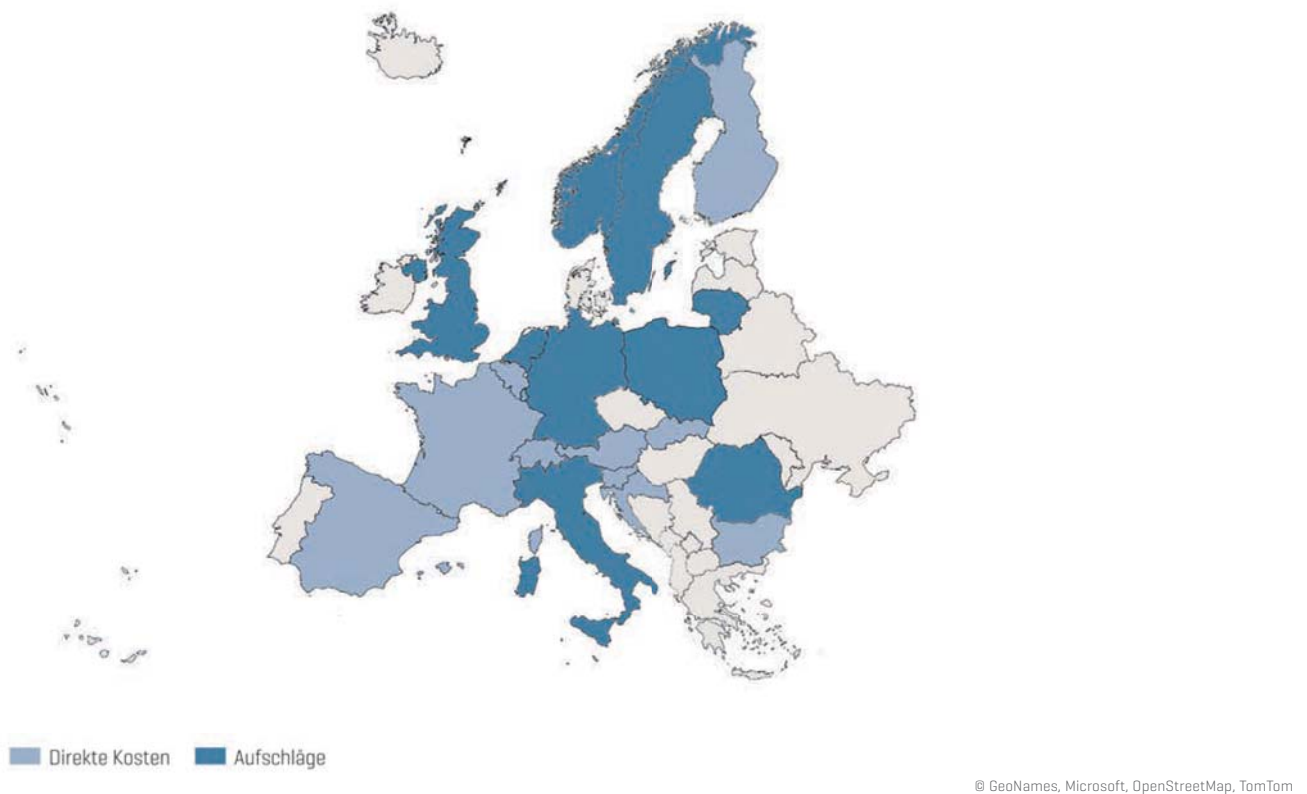 Direkte Kosten
Aufschläge
© GeoNames, Microsoft, OpenStreetMap, TomTom